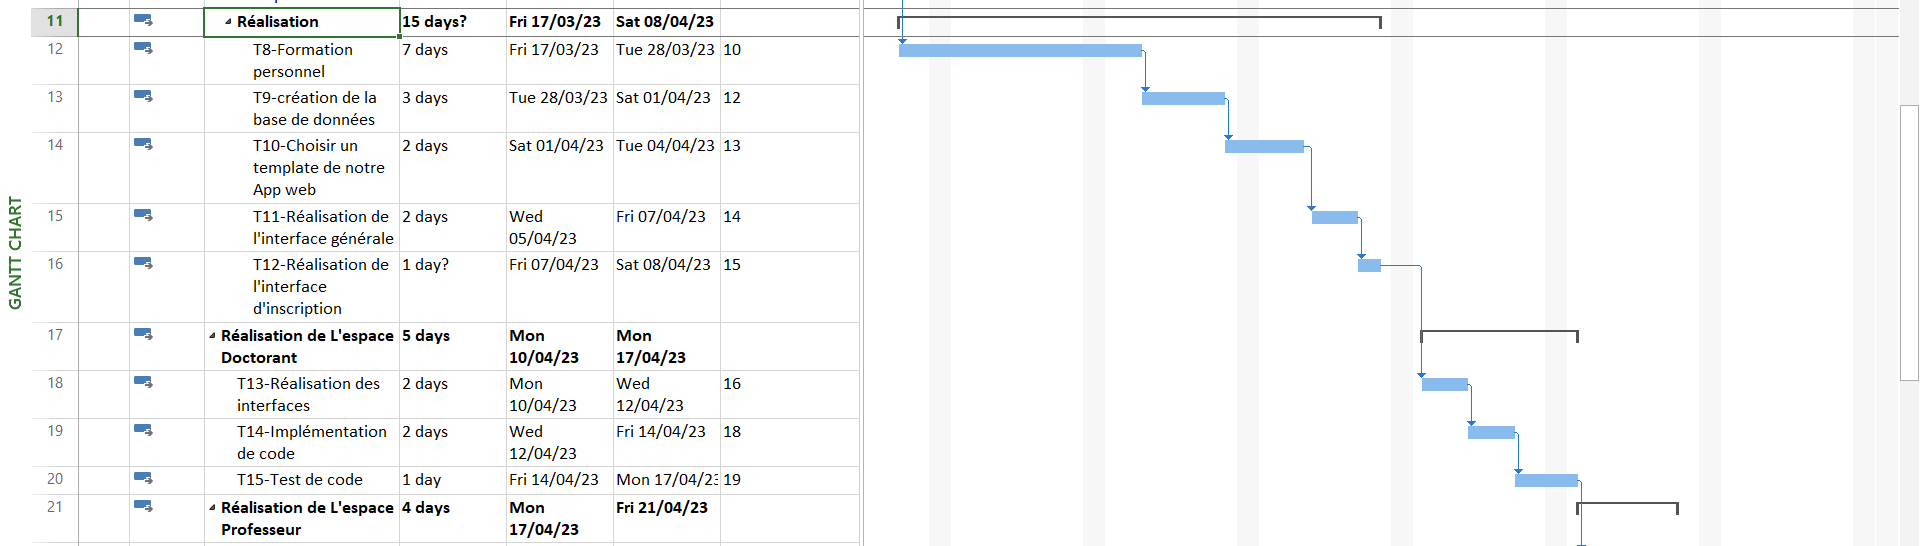 GANTT CHART
11 Réalisation 15 days? Fri 17/03/23 Sat 08/04/23
12 T8-Formation 7 days Fri 17/03/23 Tue 28/03/23 10
personnel
13 T9-création de la 3 days Tue 28/03/23 Sat 01/04/23 12
base de données
14 T10-Choisir un 2 days Sat 01/04/23 Tue 04/04/23 13
template de notre
App web
15 T11-Réalisation de 2 days Wed Fri 07/04/23 14
l'interface générale 05/04/23
16 T12-Réalisation de 1 day? Fri 07/04/23 Sat 08/04/23 15
l'interface
d'inscription
17 Réalisation de L'espace 5 days Mon Mon
Doctorant 10/04/23 17/04/23
18 T13-Réalisation des 2 days Mon Wed 16
interfaces 10/04/23 12/04/23
19 T14-Implémentation 2 days Wed Fri 14/04/23 18
de code 12/04/23
20 T15-Test de code 1 day Fri 14/04/23 Mon 17/04/23 19
21 Réalisation de L'espace 4 days Mon Fri 21/04/23
Professeur 17/04/23